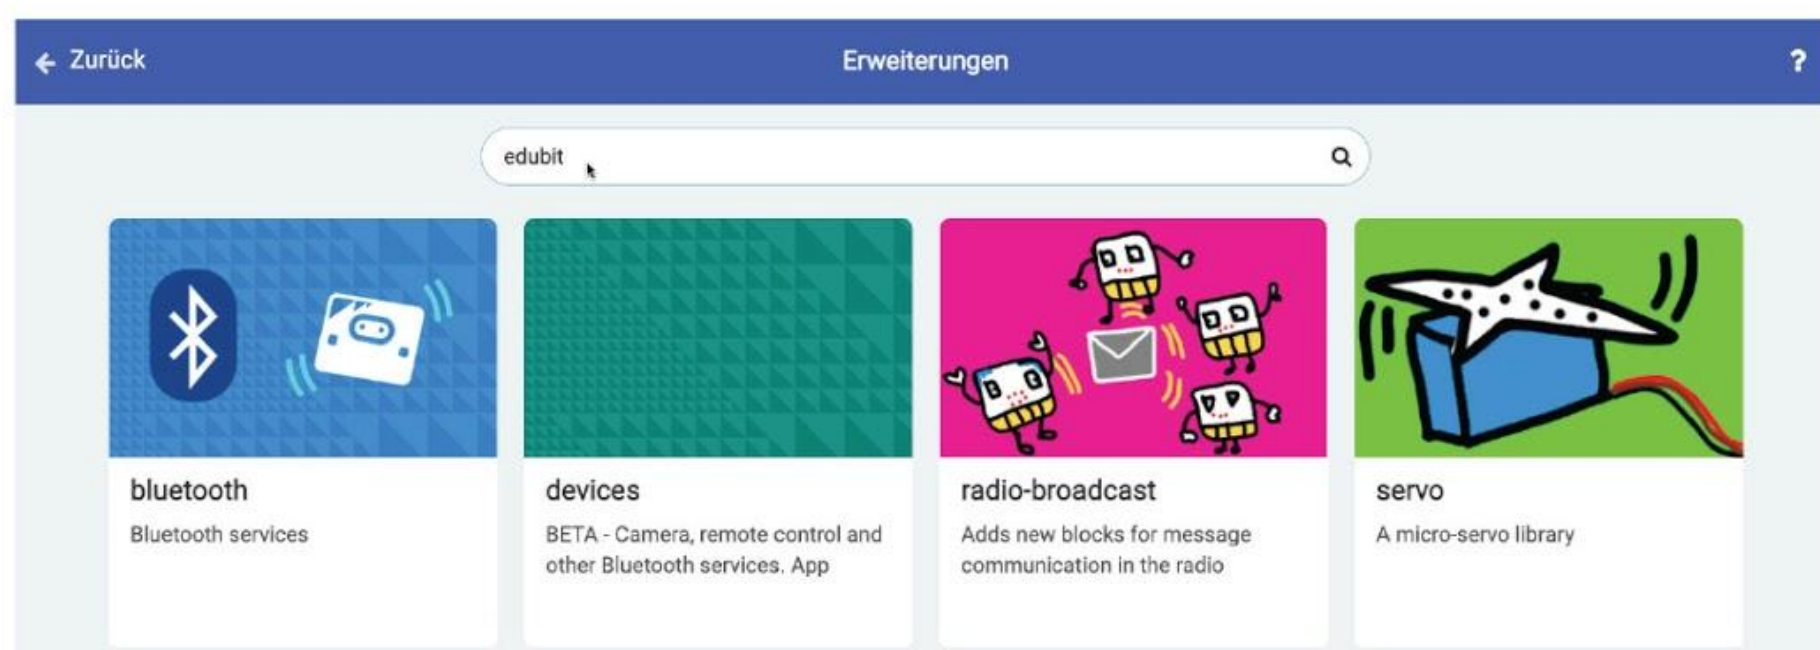 Zurück
Erweiterungen
?
edubit
bluetooth
Bluetooth services
devices
BETA - Camera, remote control and
other Bluetooth services. App
radio-broadcast
Adds new blocks for message
communication in the radio
servo
A micro-servo library